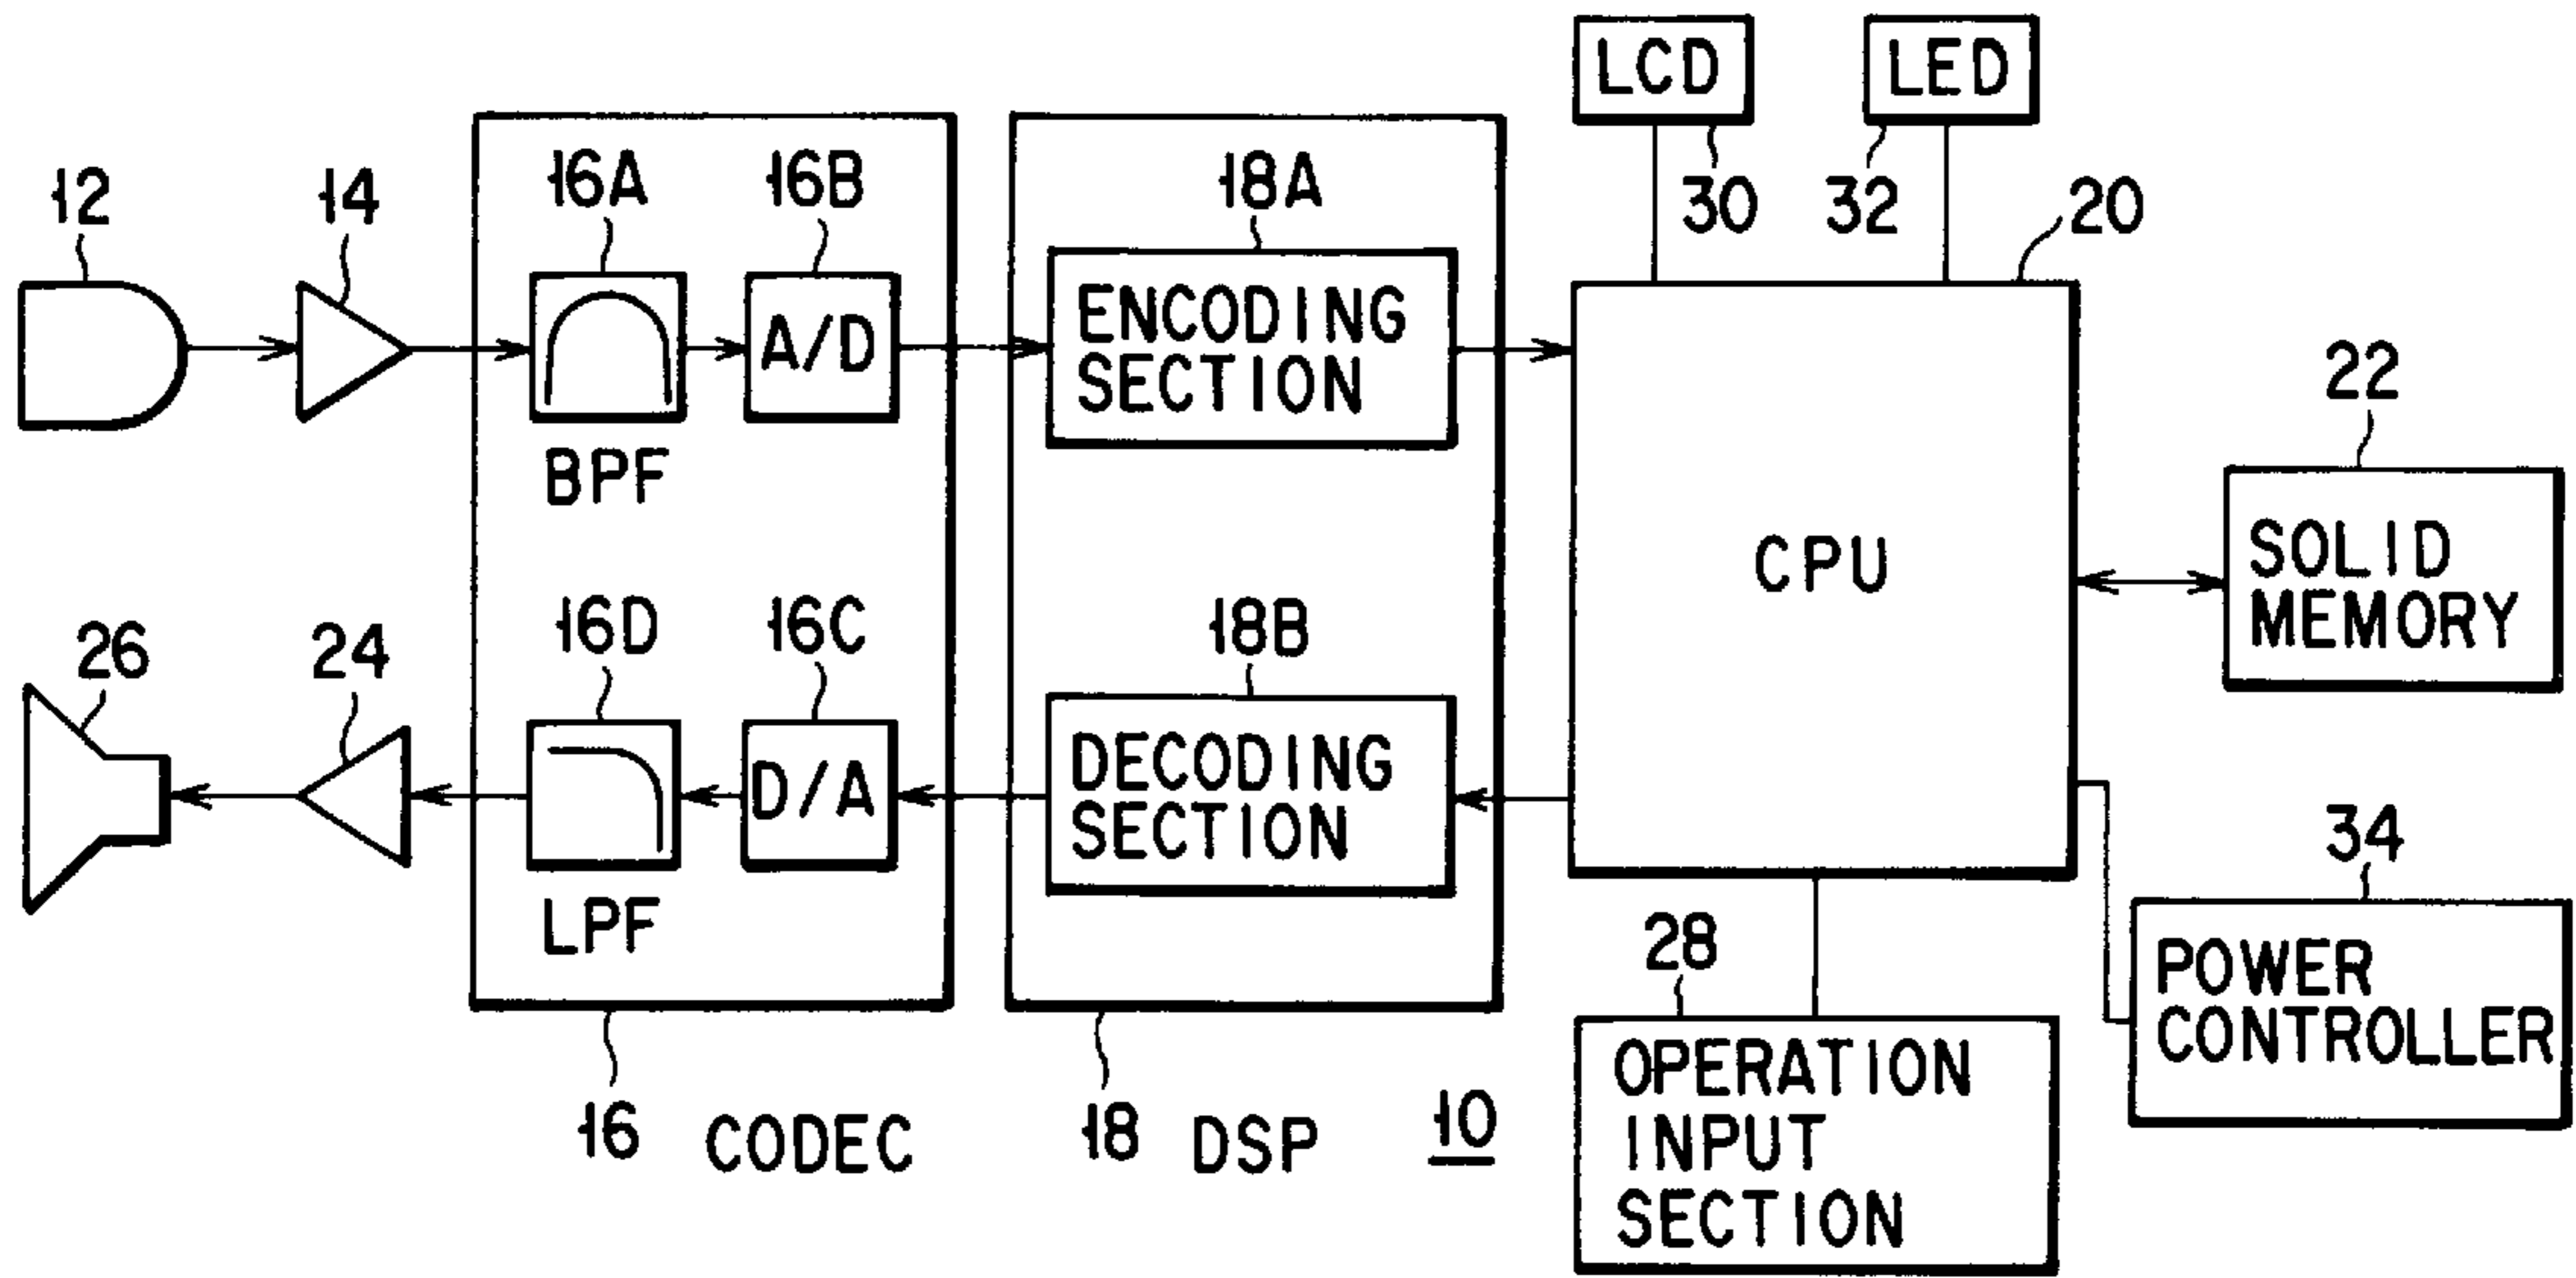 LCD
LED
30
32
20
12
14
16A
16B
18A
A/D
ENCODING
SECTION
BPF
22
CPU
SOLID
MEMORY
26
24
16D
16C
18B
D/A
DECODING
SECTION
LPF
34
28
POWER
CONTROLLER
OPERATION
INPUT
SECTION
16
CODEC
18
DSP
10